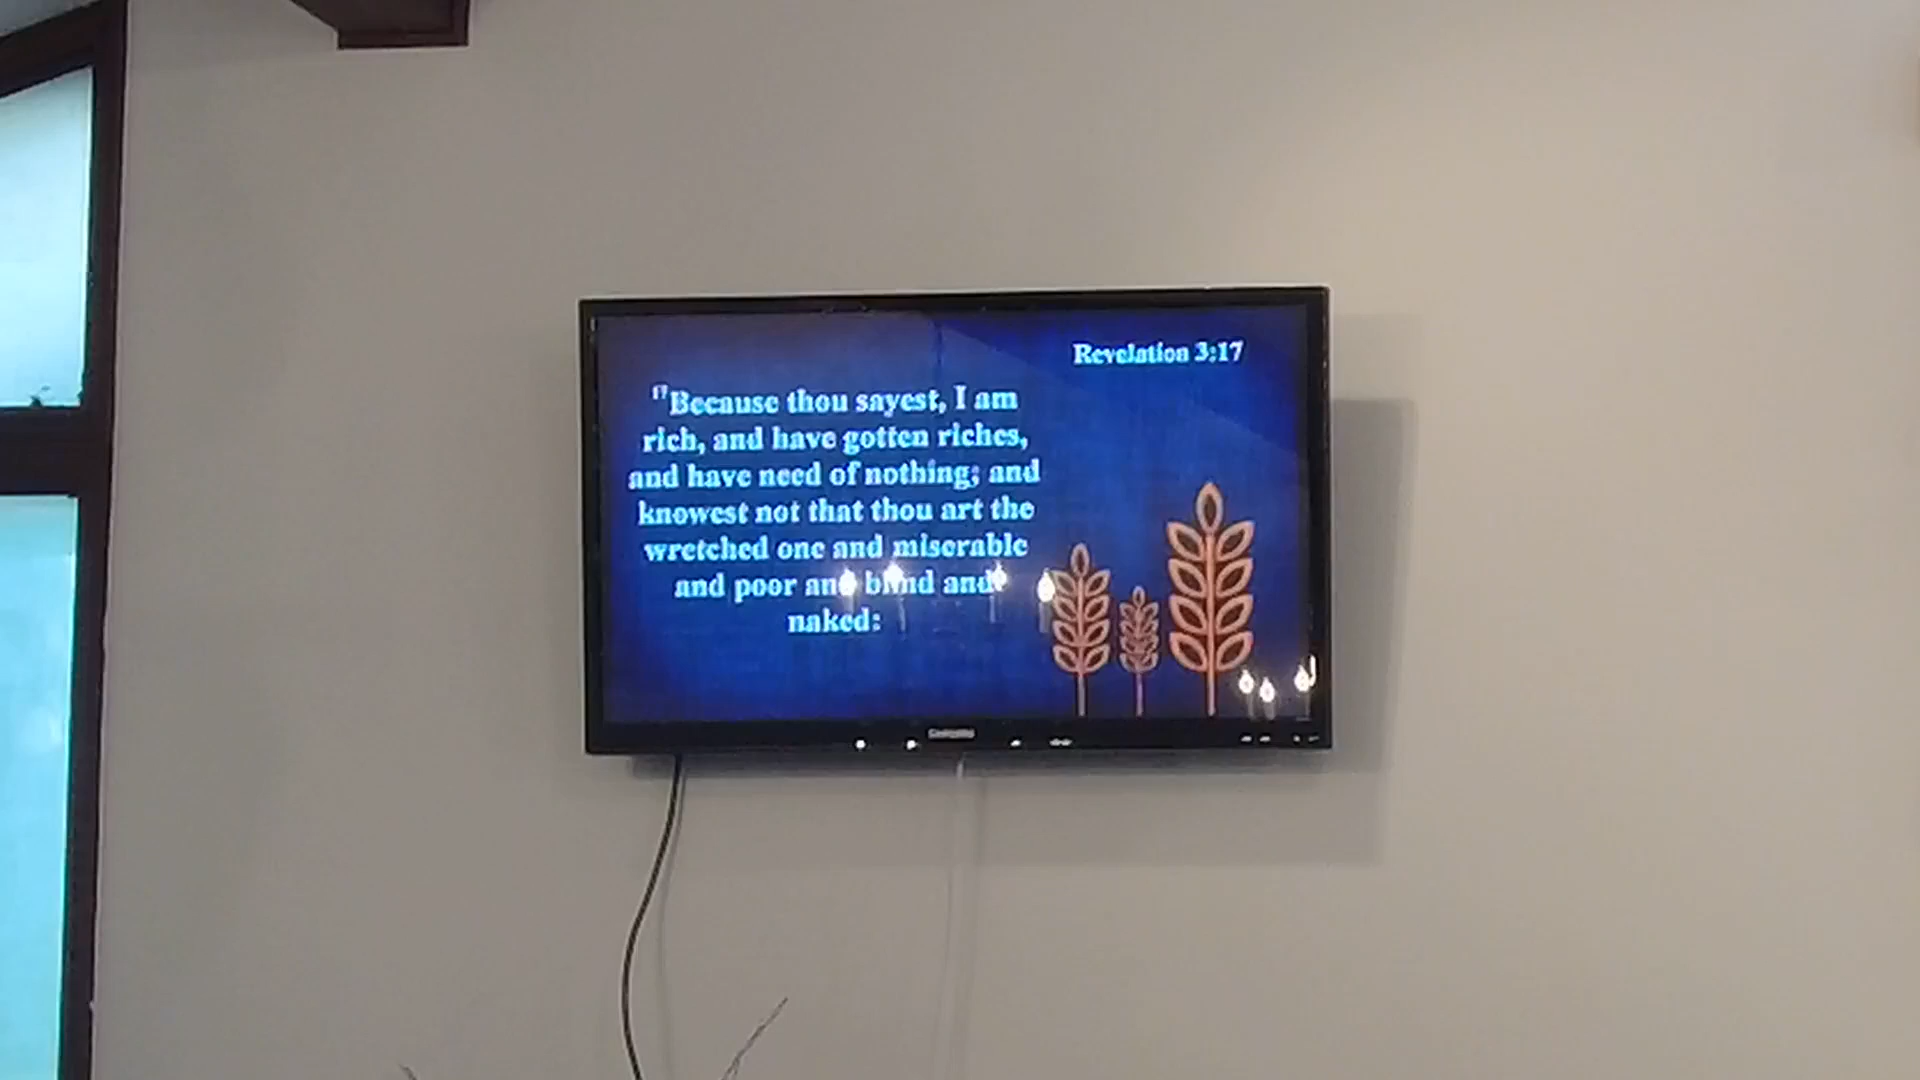 Revelation 3:17
17Because thou sayest, I am
rich, and have gotten riches,
and have need of nothing; and
knowest not that thou art the
wretched one and miserable
and poor and blind and
naked: